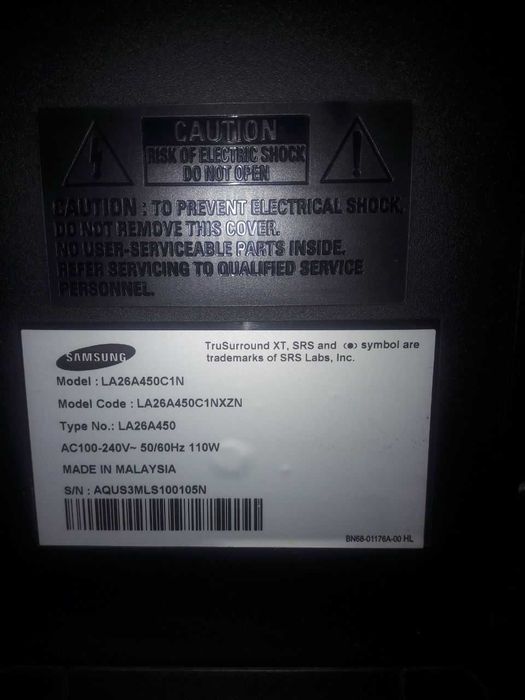 CAUTION
RISK OF ELECTRIC SHOCK
DO NOT OPEN
CAUTION : TO PREVENT ELECTRICAL SHOCK,
DO NOT REMOVE THIS COVER.
NO USER-SERVICEABLE PARTS INSIDE.
REFER SERVICING TO QUALIFIED SERVICE
PERSONNEL.
SAMSUNG
TruSurround XT, SRS and (●) symbol are
trademarks of SRS Labs, Inc.
Model : LA26A450C1N
Model Code : LA26A450C1NXZN
Type No.: LA26A450
AC100-240V~ 50/60Hz 110W
MADE IN MALAYSIA
S/N : AQUS3MLS100105N
BN68-01176A-00 HL